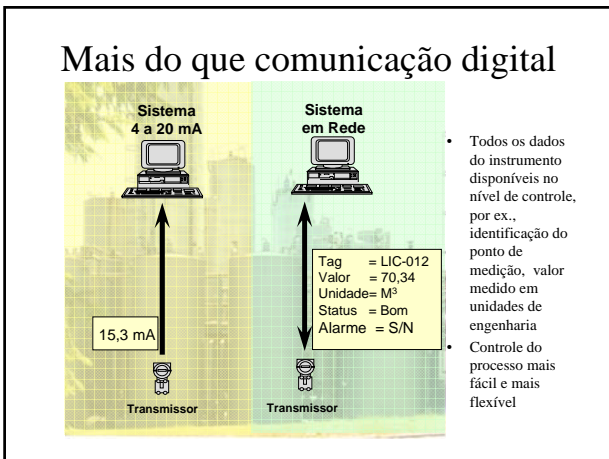 Mais do que comunicação digital
Sistema
4 a 20 mA
15,3 mA
Transmissor
Sistema
em Rede
Tag = LIC-012
Valor = 70,34
Unidade= M³
Status = Bom
Alarme = S/N
Transmissor
• Todos os dados
do instrumento
disponíveis no
nível de controle,
por ex.,
identificação do
ponto de
medição, valor
medido em
unidades de
engenharia
• Controle do
processo mais
fácil e mais
flexível